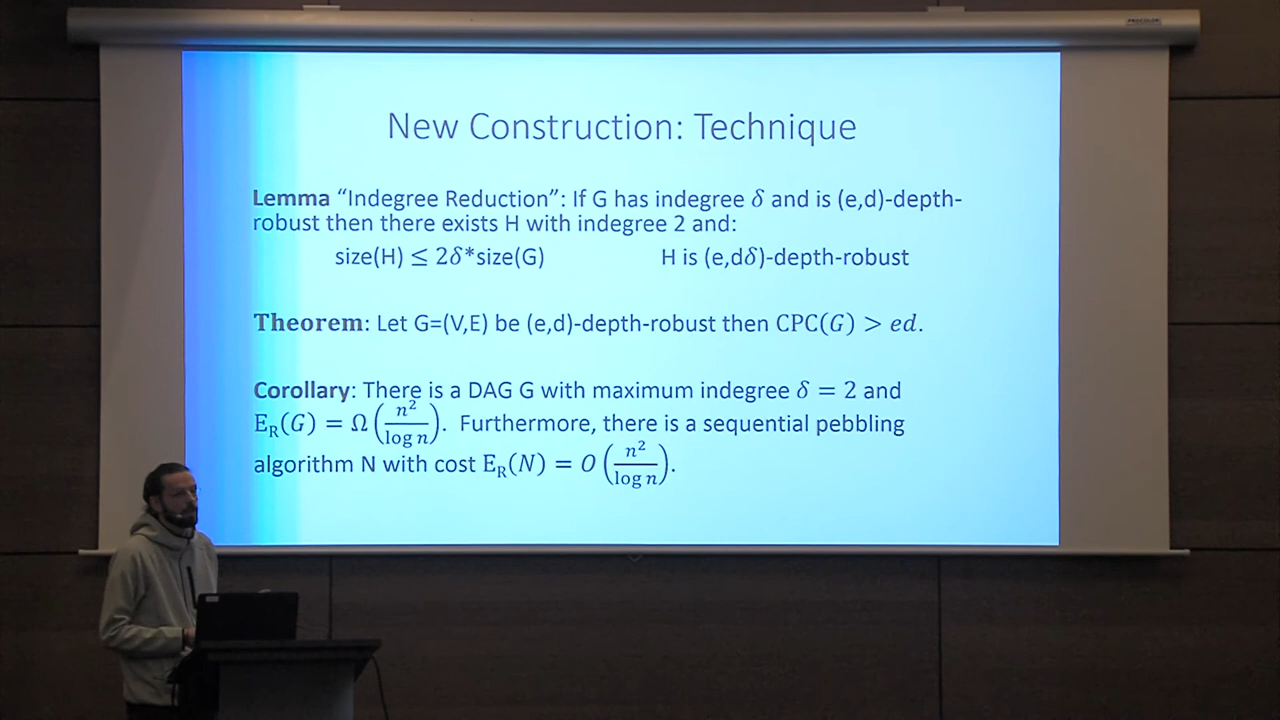 PROCOLOR
New Construction: Technique
Lemma “Indegree Reduction”: If G has indegree δ and is (e,d)-depth-
robust then there exists H with indegree 2 and:
size(H) ≤ 2δ*size(G) H is (e,dδ)-depth-robust
Theorem: Let G=(V,E) be (e,d)-depth-robust then CPC(G) > ed.
Corollary: There is a DAG G with maximum indegree δ = 2 and
E_R(G) = Ω(n²/log n). Furthermore, there is a sequential pebbling
algorithm N with cost E_R(N) = O(n²/log n).